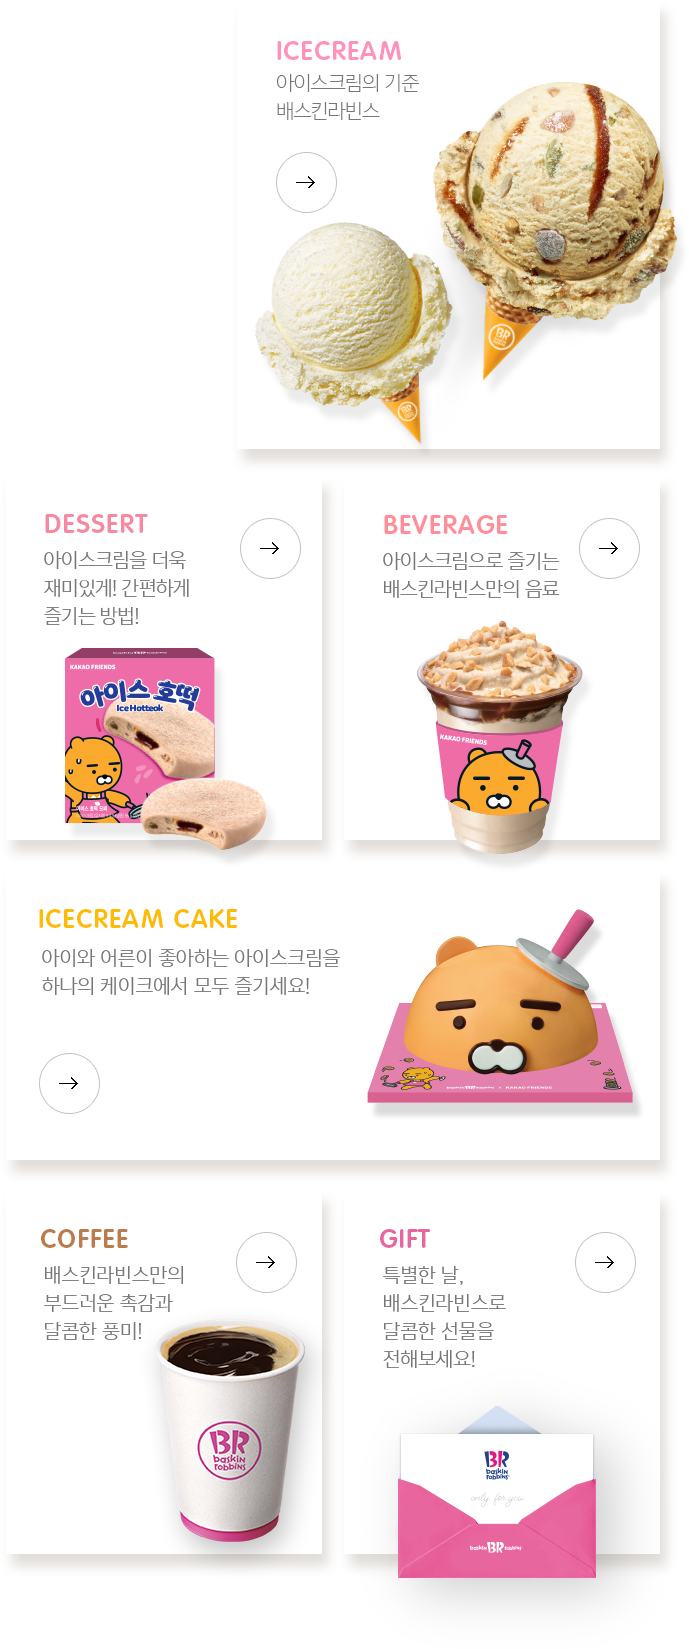 ICECREAM
아이스크림의 기준
배스킨라빈스
BR
BR
DESSERT
아이스크림을 더욱
재미있게! 간편하게
즐기는 방법!
baskin BR robbins
KAKAO FRIENDS
아이스 호떡
Ice Hotteok
BEVERAGE
아이스크림으로 즐기는
배스킨라빈스만의 음료
KAKAO FRIENDS
ICECREAM CAKE
아이와 어른이 좋아하는 아이스크림을
하나의 케이크에서 모두 즐기세요!
baskin BR robbins x KAKAO FRIENDS
COFFEE
배스킨라빈스만의
부드러운 촉감과
달콤한 풍미!
BR
baskin
robbins
GIFT
특별한 날,
배스킨라빈스로
달콤한 선물을
전해보세요!
BR
baskin
robbins
only for you
baskin BR robbins